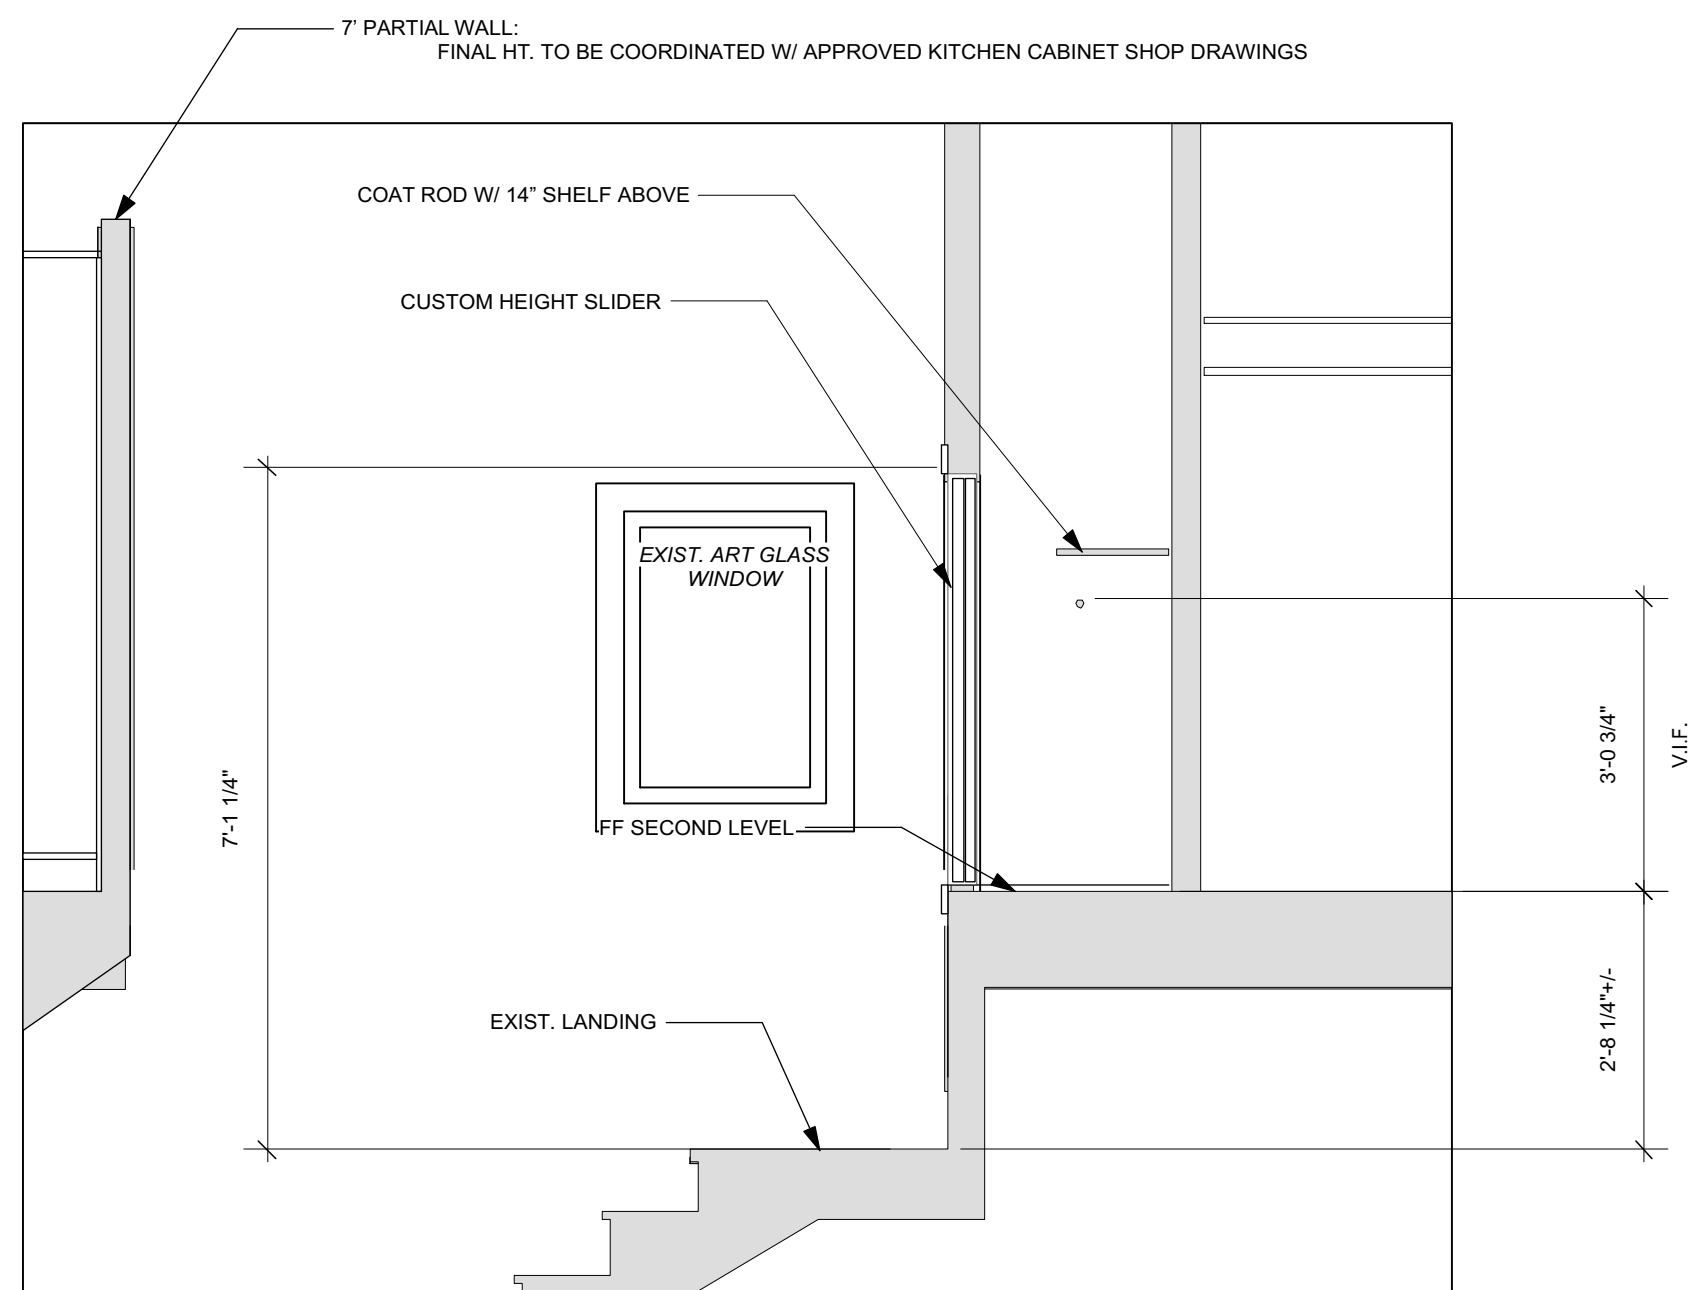 7’ PARTIAL WALL:
FINAL HT. TO BE COORDINATED W/ APPROVED KITCHEN CABINET SHOP DRAWINGS
COAT ROD W/ 14” SHELF ABOVE
CUSTOM HEIGHT SLIDER
EXIST. ART GLASS
WINDOW
7'-1 1/4"
3'-0 3/4"
V.I.F.
FF SECOND LEVEL
2'-8 1/4"+/-
EXIST. LANDING